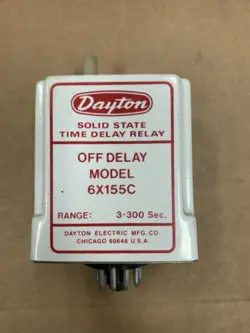 Dayton
SOLID STATE
TIME DELAY RELAY
OFF DELAY
MODEL
6X155C
RANGE: 3-300 Sec.
DAYTON ELECTRIC MFG. CO.
CHICAGO 60648 U.S.A.